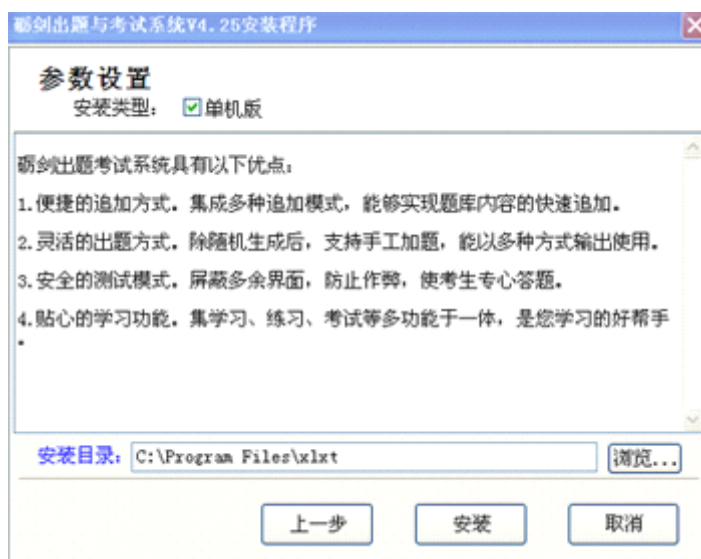 砺剑出题与考试系统V4.25安装程序
参数设置
安装类型： 单机版
砺剑出题考试系统具有以下优点：
1.便捷的追加方式．集成多种追加模式，能够实现题库内容的快速追加．
2.灵活的出题方式．除随机生成后，支持手工加题，能以多种方式输出使用．
3.安全的测试模式．屏蔽多余界面，防止作弊，使考生专心答题．
4.贴心的学习功能．集学习、练习、考试等多功能于一体，是您学习的好帮手
．
安装目录： C:\Program Files\xlxt 浏览...
上一步 安装 取消